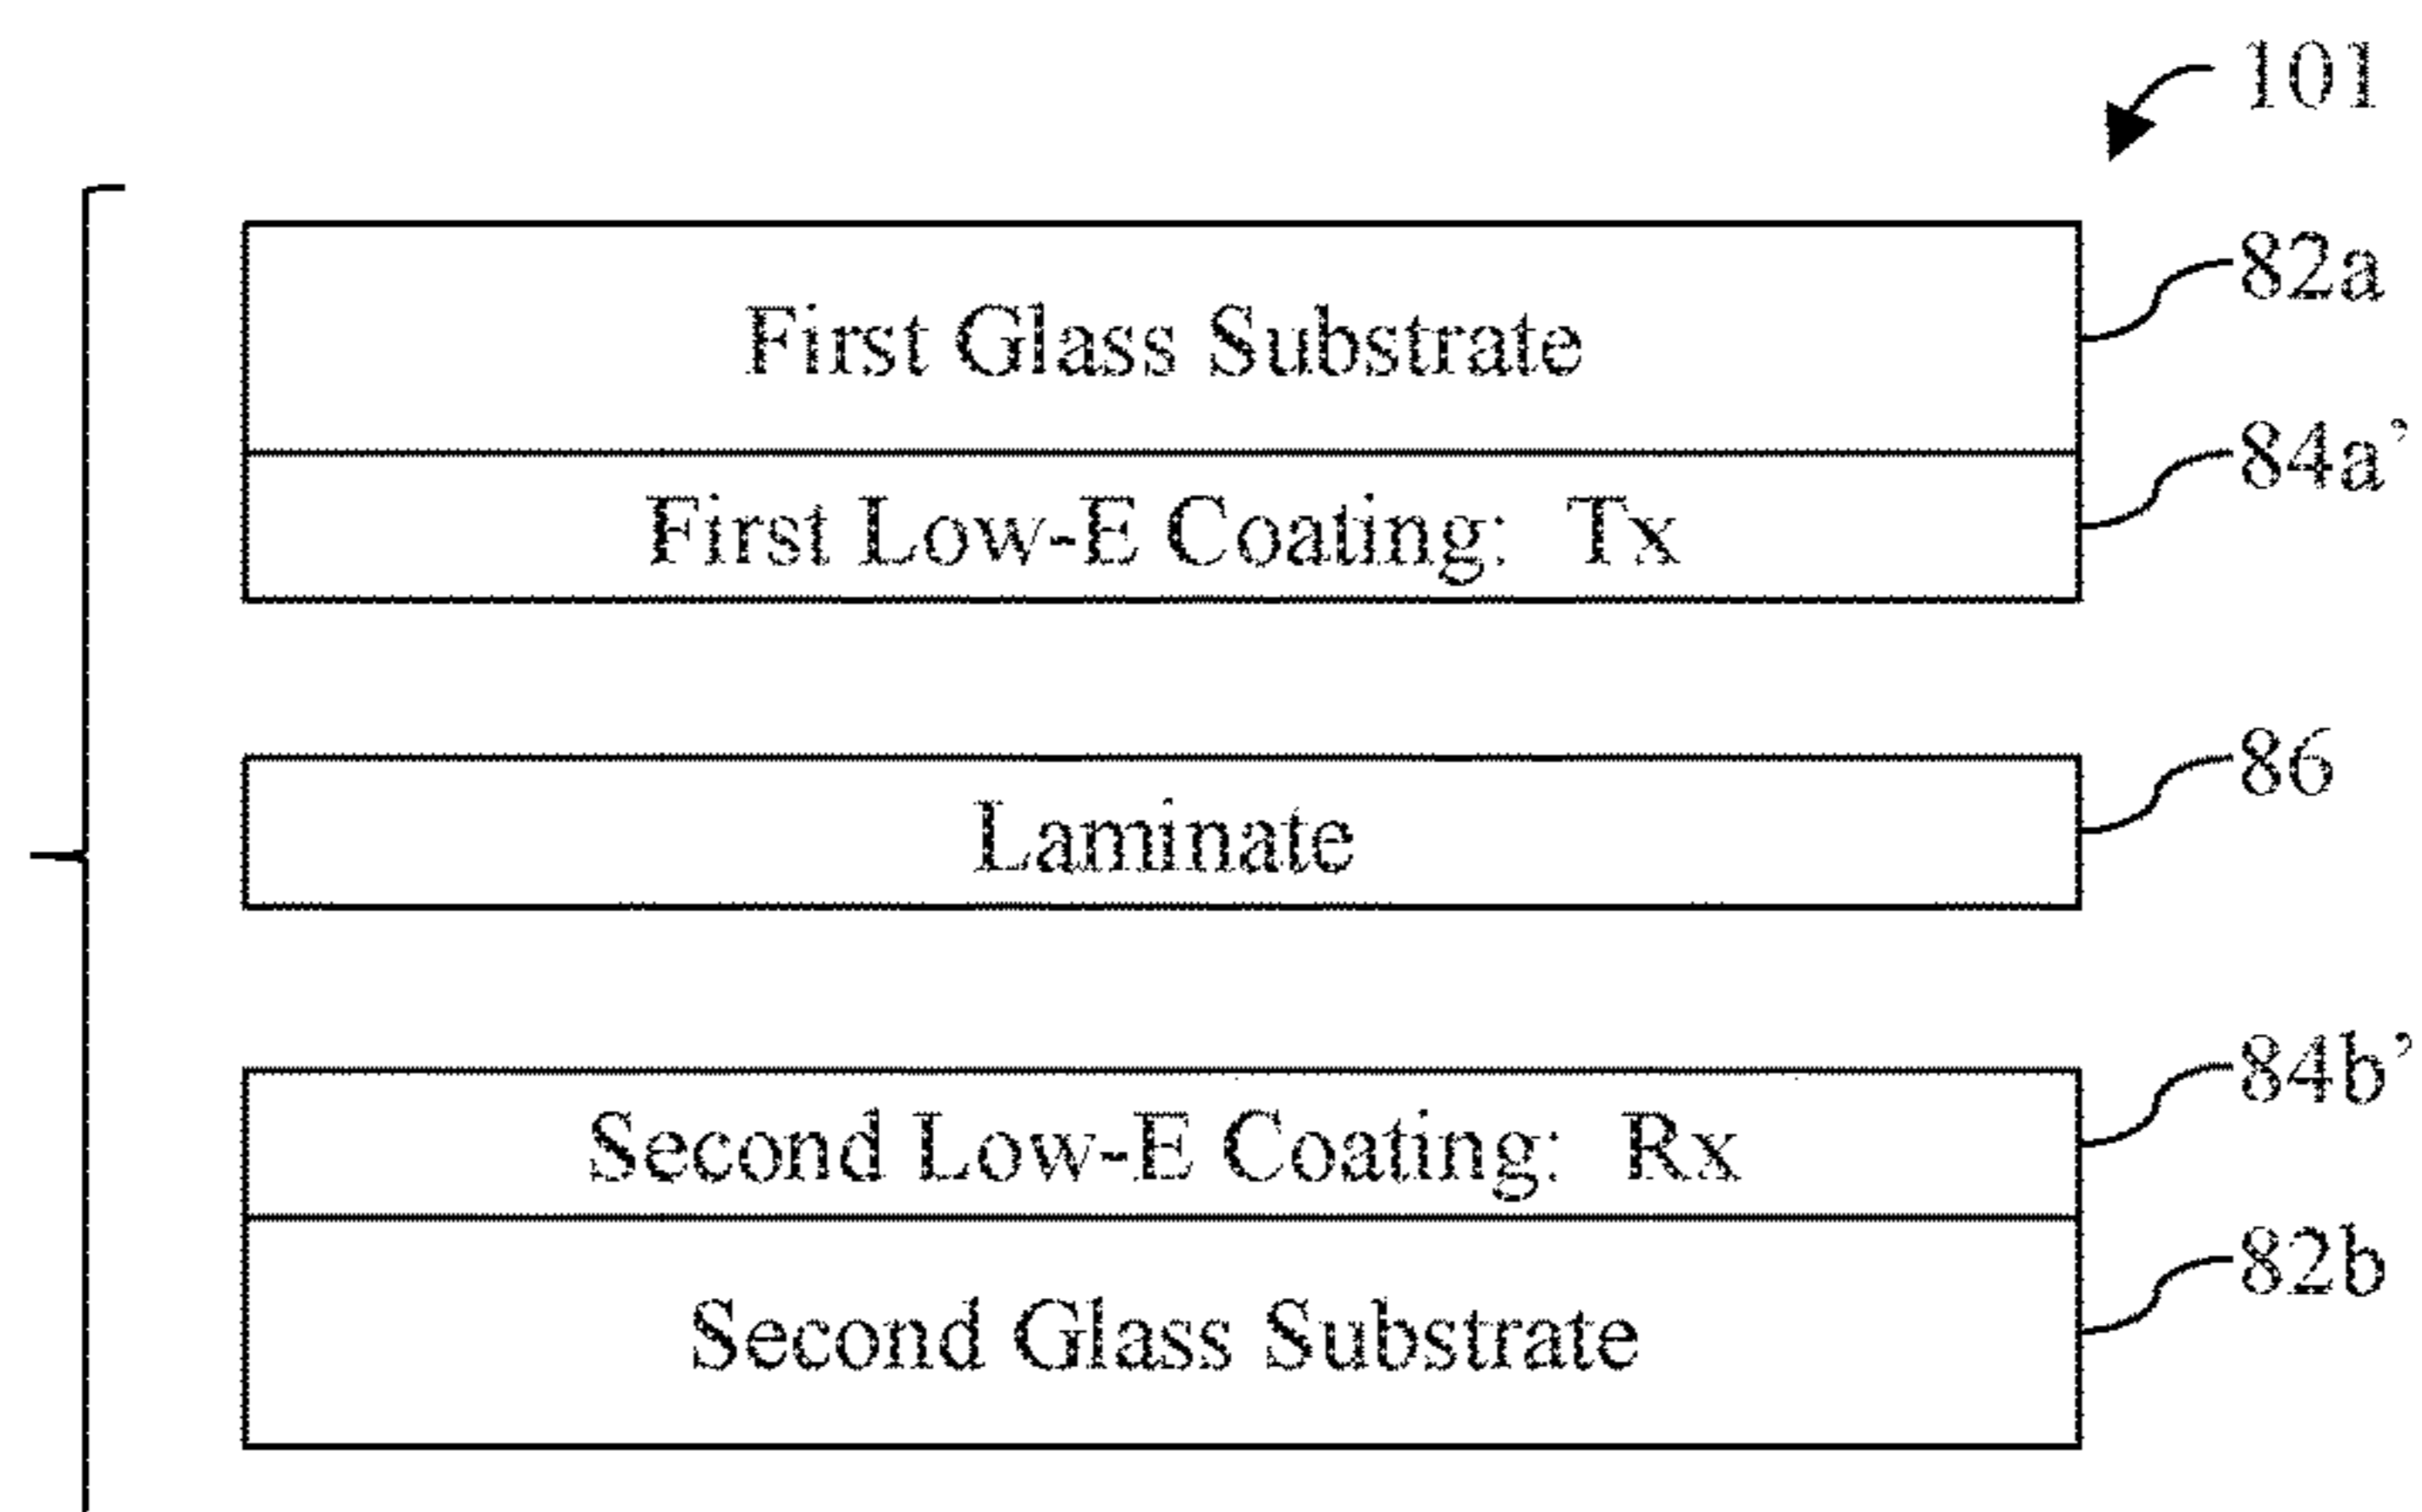 101
82a
First Glass Substrate
84a’
First Low-E Coating: Tx
86
Laminate
84b’
Second Low-E Coating: Rx
82b
Second Glass Substrate